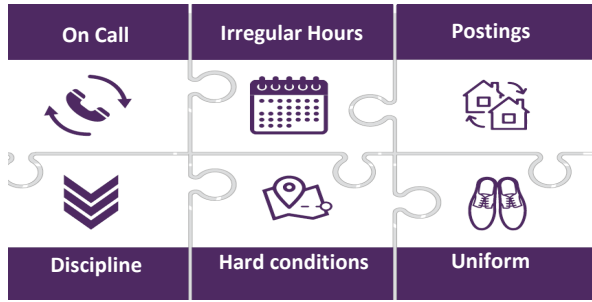 On Call
Irregular Hours
Postings
Discipline
Hard conditions
Uniform